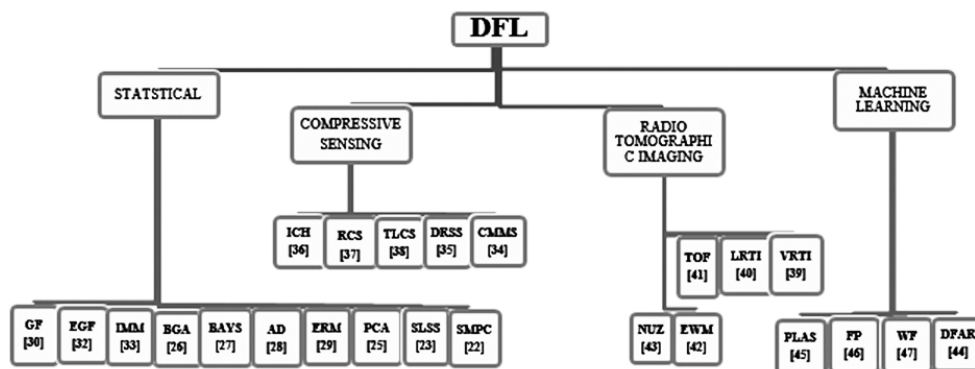 DFL
STATSTICAL
COMPRESSIVE
SENSING
RADIO
TOMOGRAPHI
C IMAGING
MACHINE
LEARNING
ICH
[36]
RCS
[37]
TLCS
[38]
DRSS
[35]
CMMS
[34]
TOF
[41]
LRTI
[40]
VRTI
[39]
GF
[30]
EGF
[32]
IMM
[33]
BGA
[26]
BAYS
[27]
AD
[28]
ERM
[29]
PCA
[25]
SLSS
[23]
SMPC
[22]
NUZ
[43]
EWM
[42]
PLAS
[45]
FP
[46]
WF
[47]
DFAR
[44]